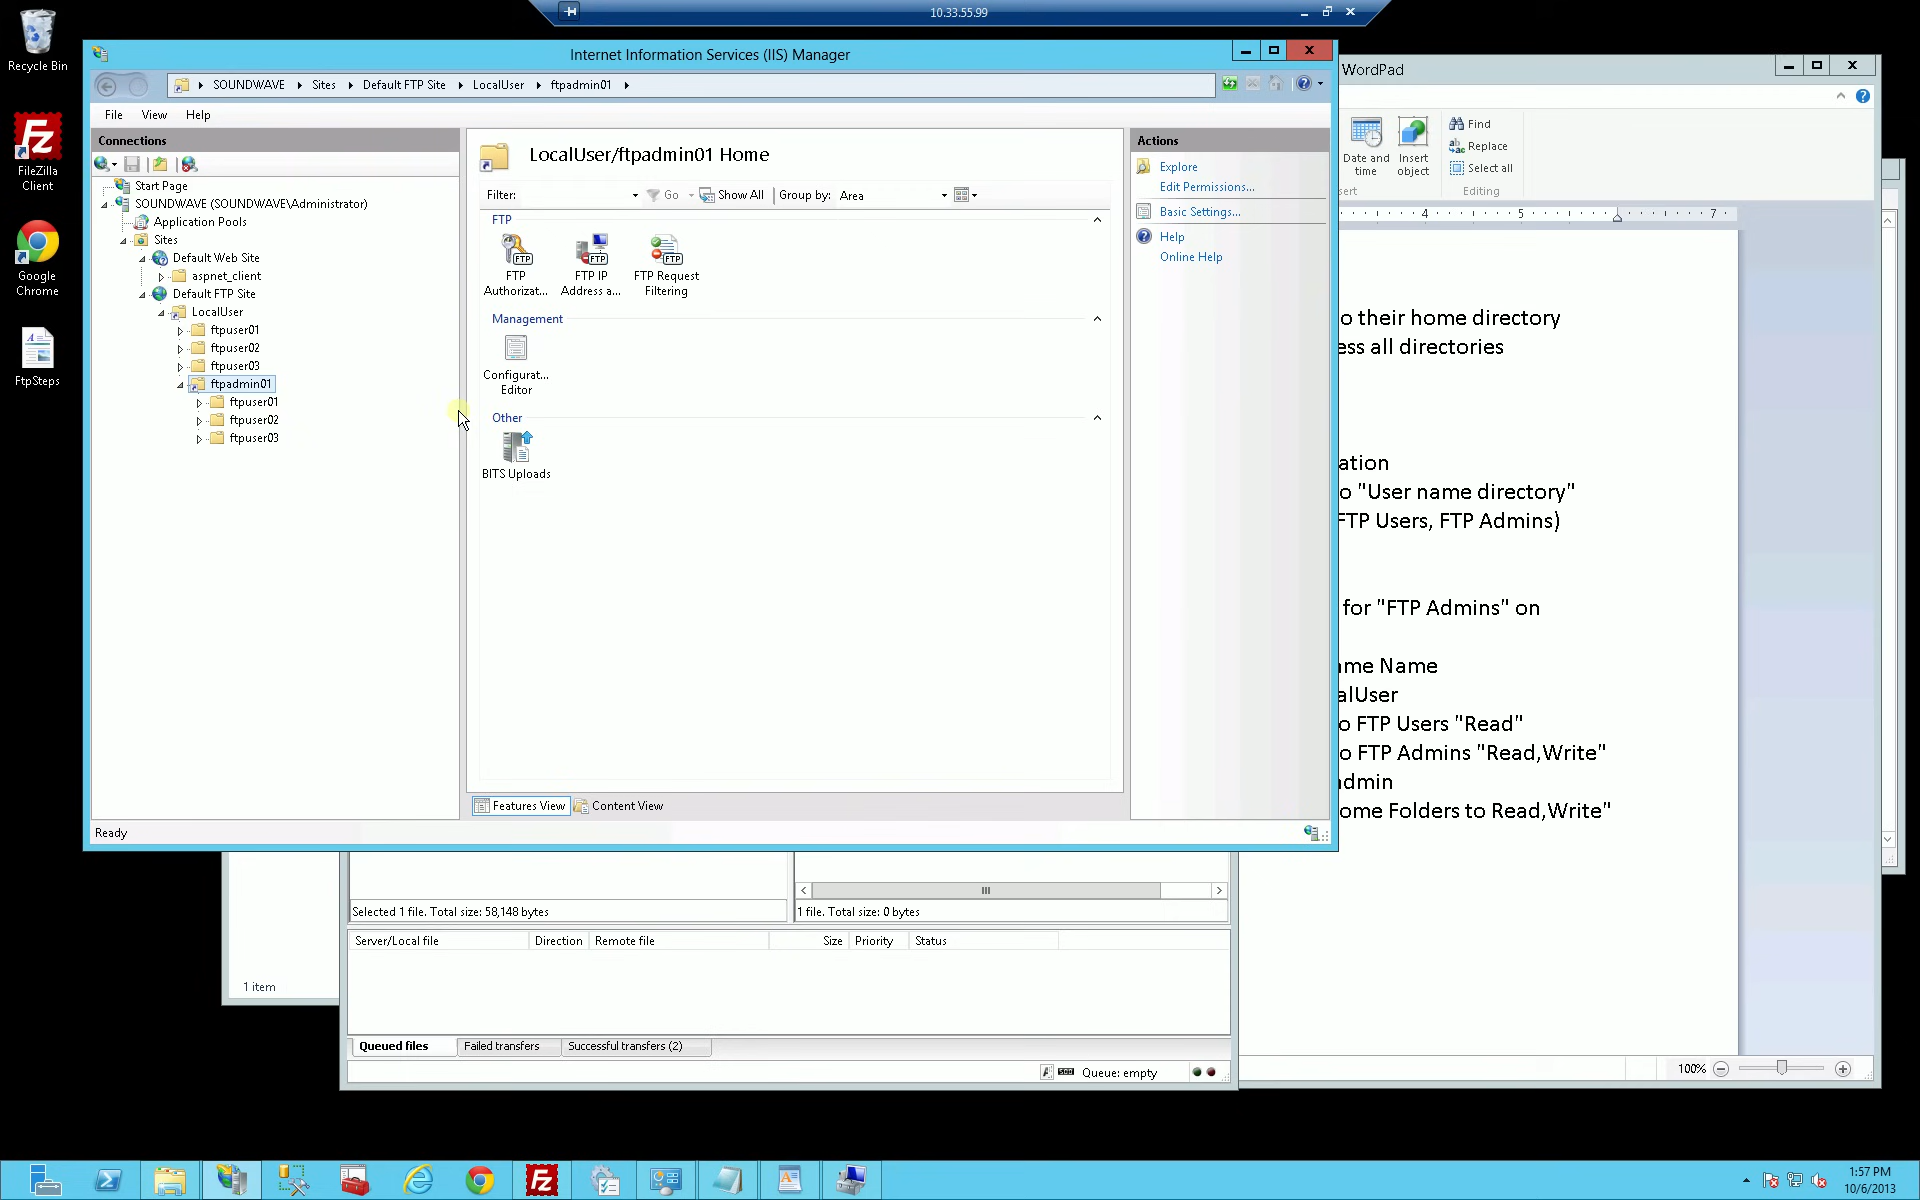 10.33.55.99
Recycle Bin
FileZilla
Client
Google
Chrome
FtpSteps
Internet Information Services (IIS) Manager
SOUNDWAVE
Sites
Default FTP Site
LocalUser
ftpadmin01
File
View
Help
Connections
Start Page
SOUNDWAVE (SOUNDWAVE\Administrator)
Application Pools
Sites
Default Web Site
aspnet_client
Default FTP Site
LocalUser
ftpuser01
ftpuser02
ftpuser03
ftpadmin01
ftpuser01
ftpuser02
ftpuser03
LocalUser/ftpadmin01 Home
Filter:
Go
Show All
Group by:
Area
FTP
FTP
Authorizat...
FTP IP
Address a...
FTP Request
Filtering
Management
Configurat...
Editor
Other
BITS Uploads
Features View
Content View
Actions
Explore
Edit Permissions...
Basic Settings...
Help
Online Help
Ready
WordPad
Date and
time
Insert
object
Find
Replace
Select all
sert
Editing
4
5
7
o their home directory
ess all directories
ation
o "User name directory"
FTP Users, FTP Admins)
for "FTP Admins" on
ame Name
alUser
o FTP Users "Read"
o FTP Admins "Read,Write"
admin
ome Folders to Read,Write"
100%
1 item
Selected 1 file. Total size: 58,148 bytes
1 file. Total size: 0 bytes
Server/Local file
Direction
Remote file
Size
Priority
Status
Queued files
Failed transfers
Successful transfers (2)
Queue: empty
1:57 PM
10/6/2013